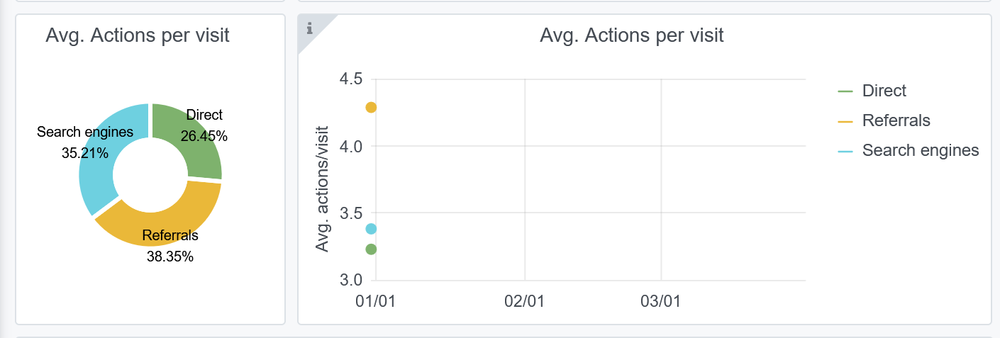 Avg. Actions per visit
Direct
26.45%
Search engines
35.21%
Referrals
38.35%
i
Avg. Actions per visit
Avg. actions/visit
4.5
4.0
3.5
3.0
01/01
02/01
03/01
Direct
Referrals
Search engines